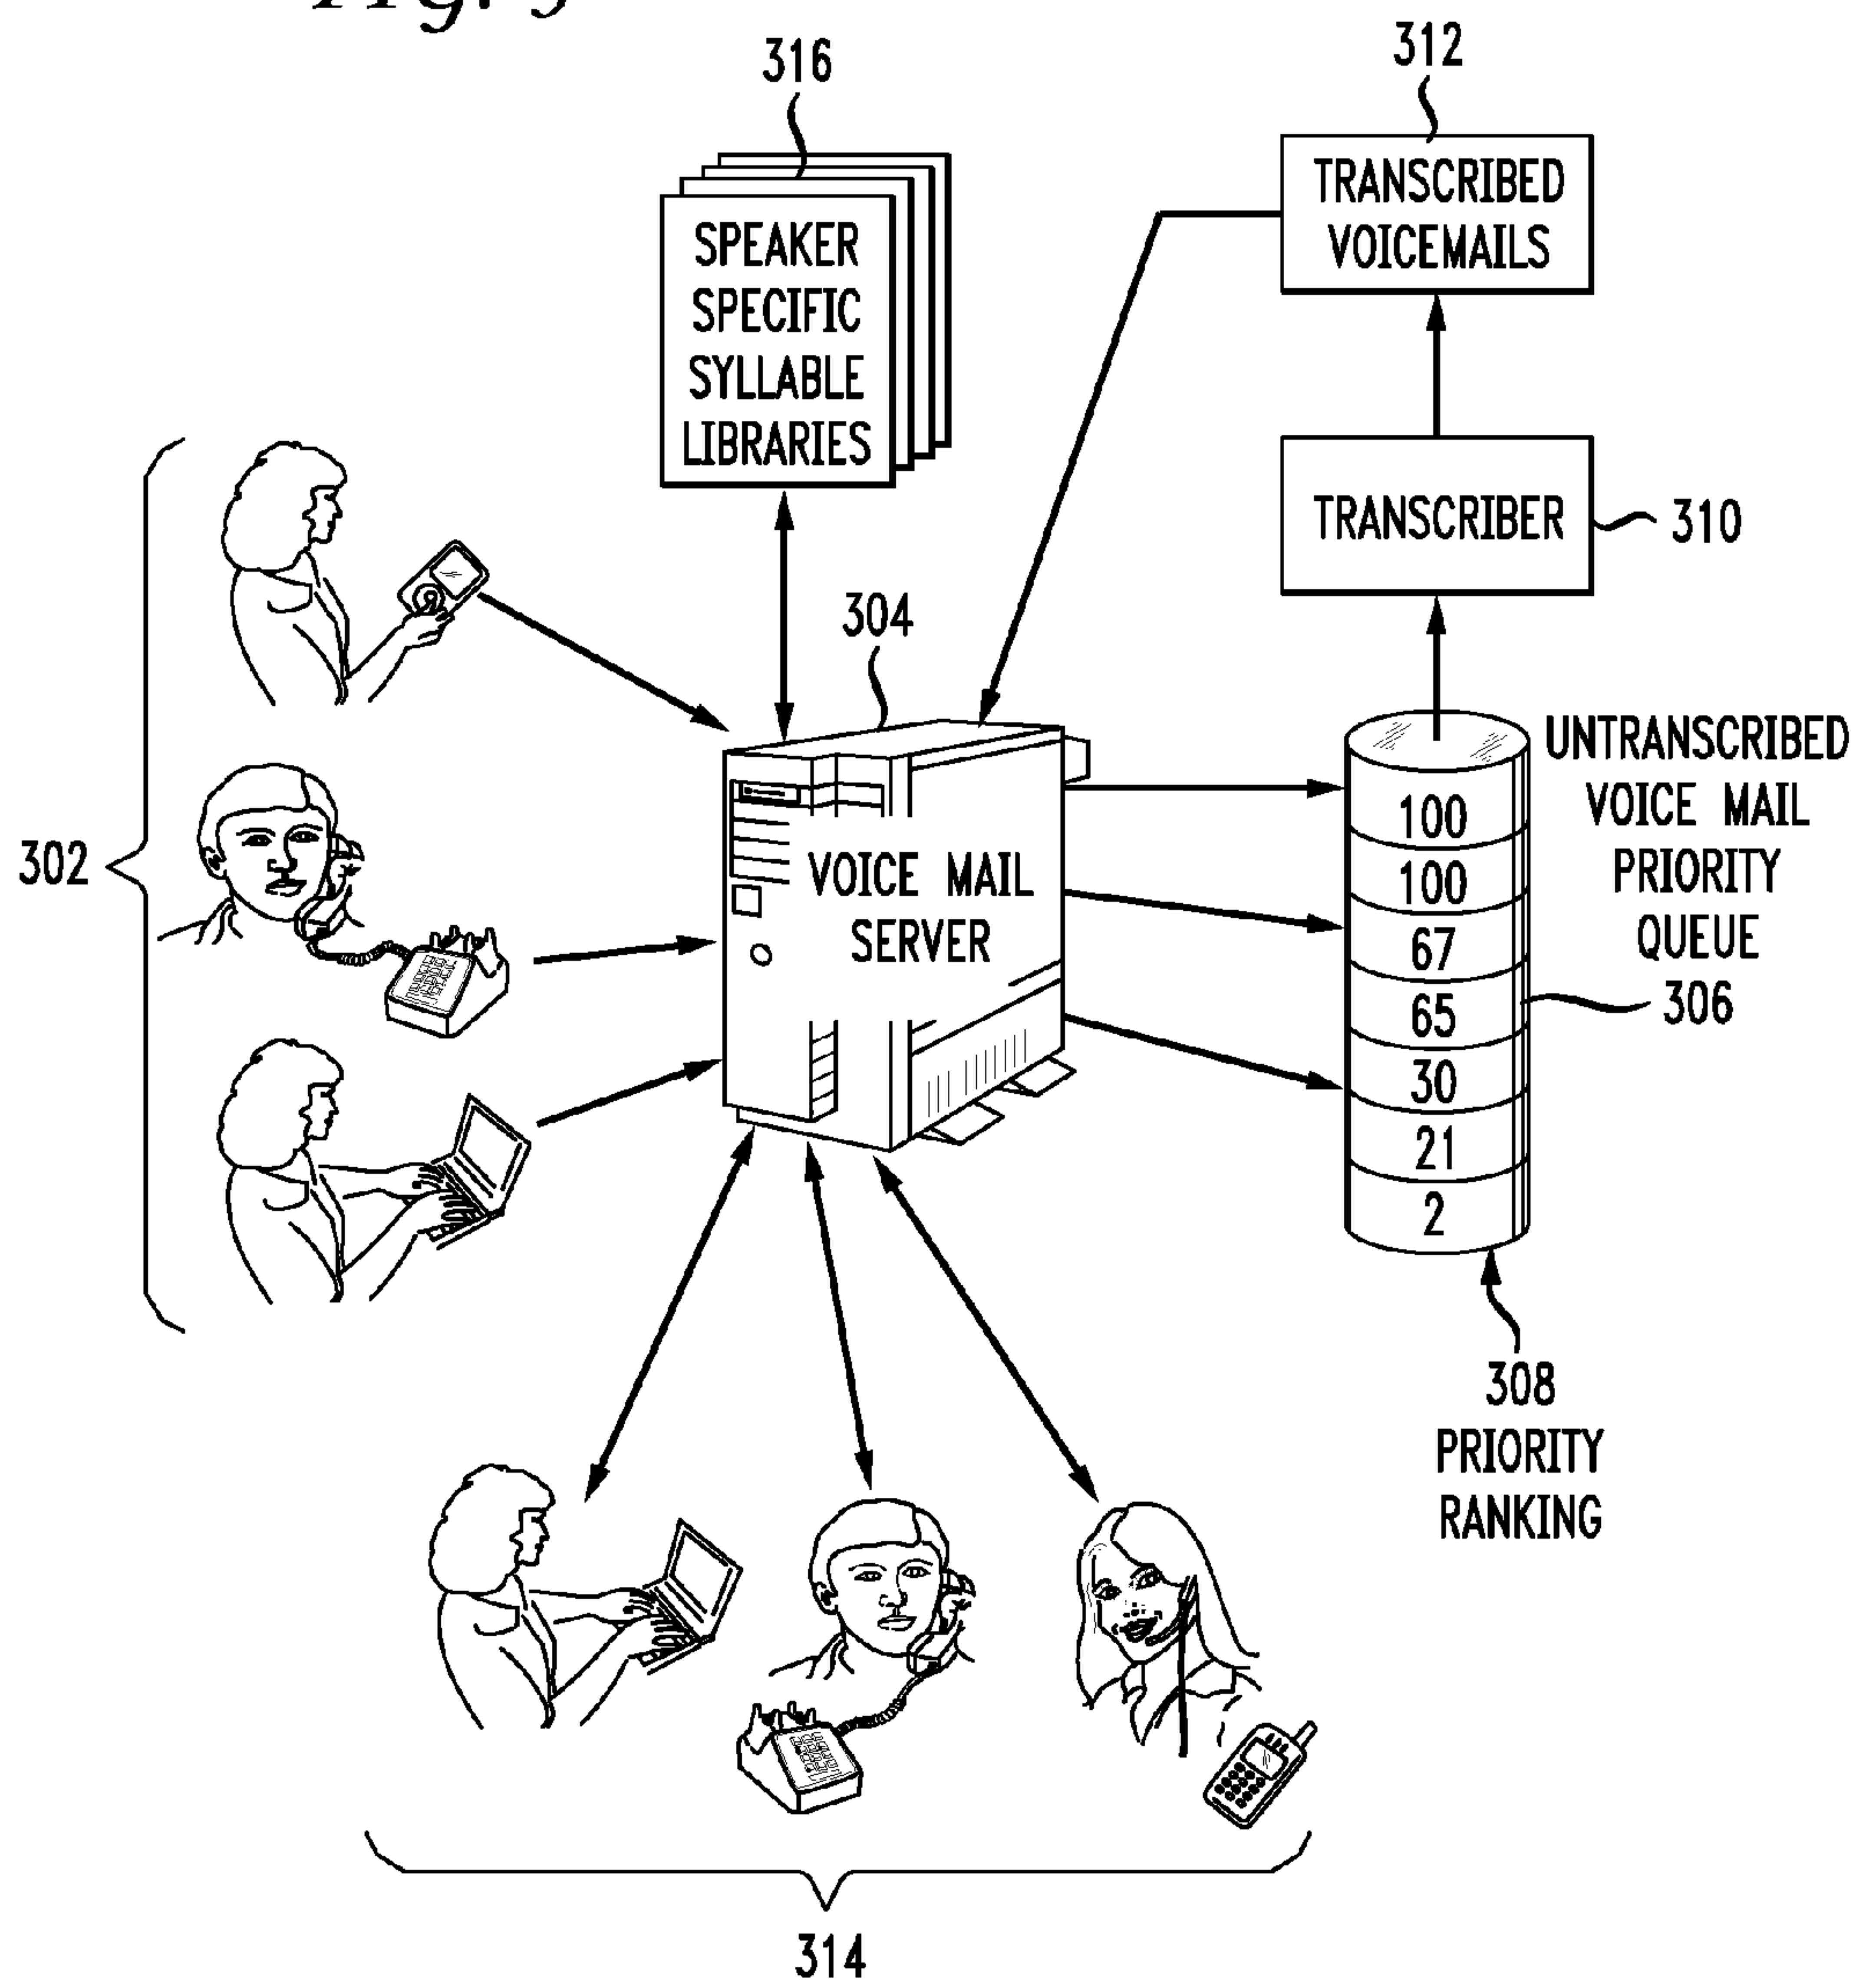 316
312
TRANSCRIBED
VOICEMAILS
SPEAKER
SPECIFIC
SYLLABLE
LIBRARIES
TRANSCRIBER
310
304
UNTRANSCRIBED
VOICE MAIL
PRIORITY
QUEUE
306
302
VOICE MAIL
SERVER
100
100
67
65
30
21
2
308
PRIORITY
RANKING
314